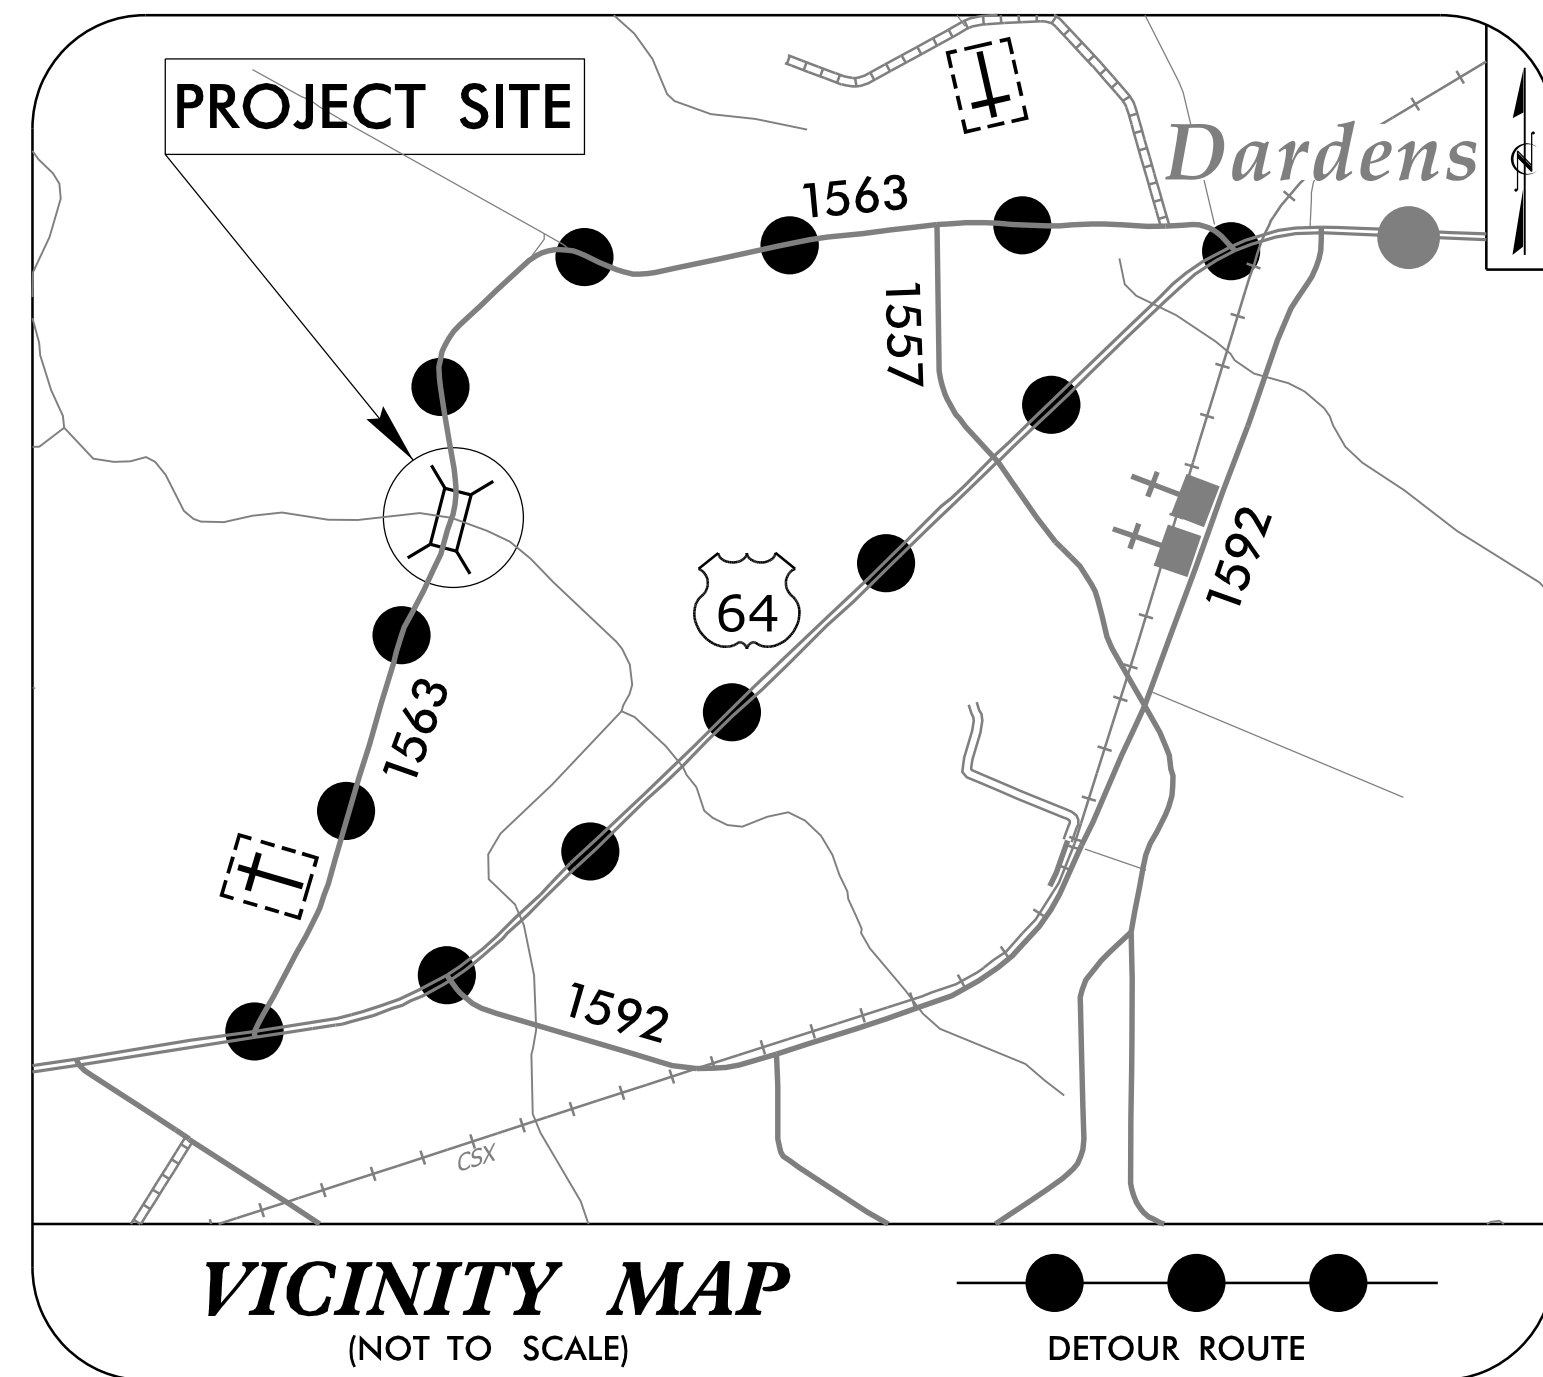 PROJECT SITE
Dardens
N
1563
1557
1592
64
1563
1592
CSX
VICINITY MAP
(NOT TO SCALE)
DETOUR ROUTE